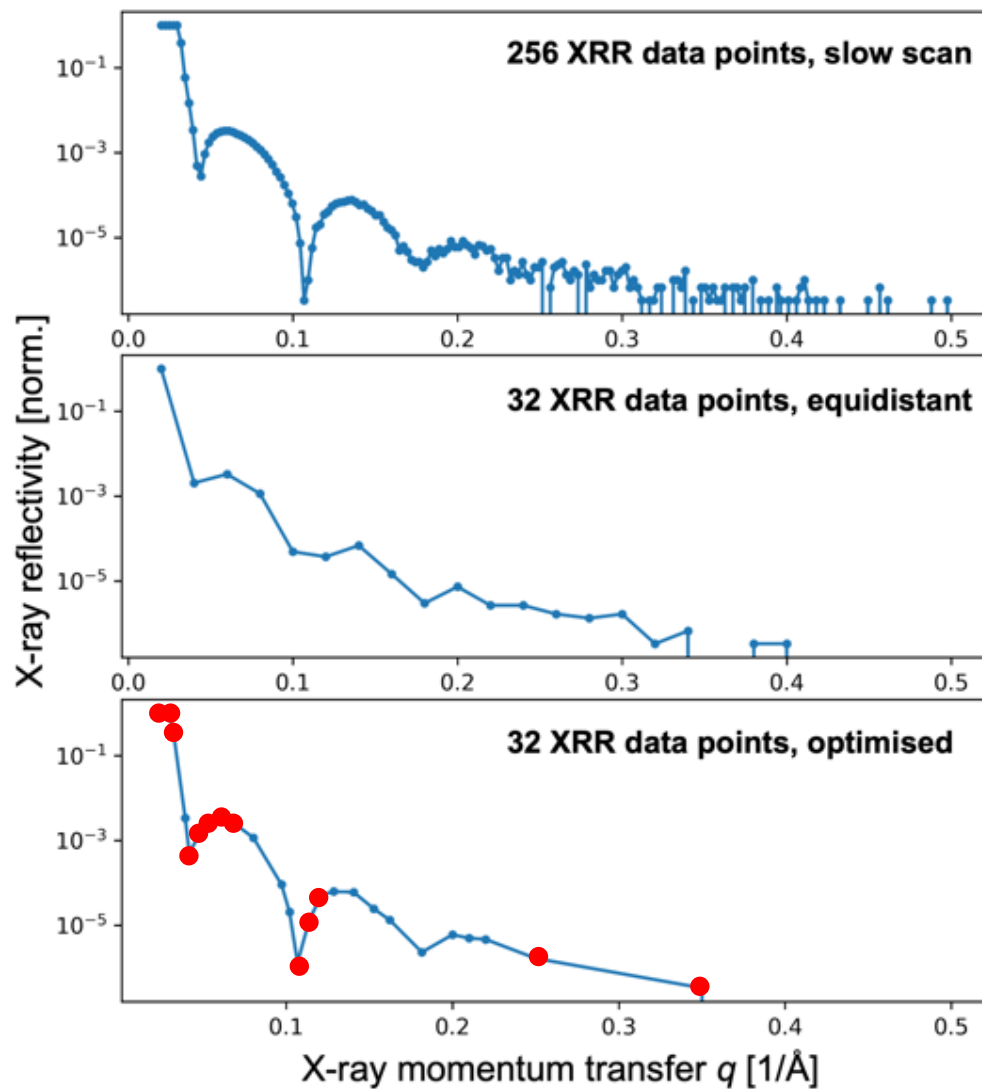 X-ray reflectivity [norm.]
256 XRR data points, slow scan
10⁻¹
10⁻³
10⁻⁵
0.0 0.1 0.2 0.3 0.4 0.5
32 XRR data points, equidistant
10⁻¹
10⁻³
10⁻⁵
0.0 0.1 0.2 0.3 0.4 0.5
32 XRR data points, optimised
10⁻¹
10⁻³
10⁻⁵
0.1 0.2 0.3 0.4 0.5
X-ray momentum transfer q [1/Å]